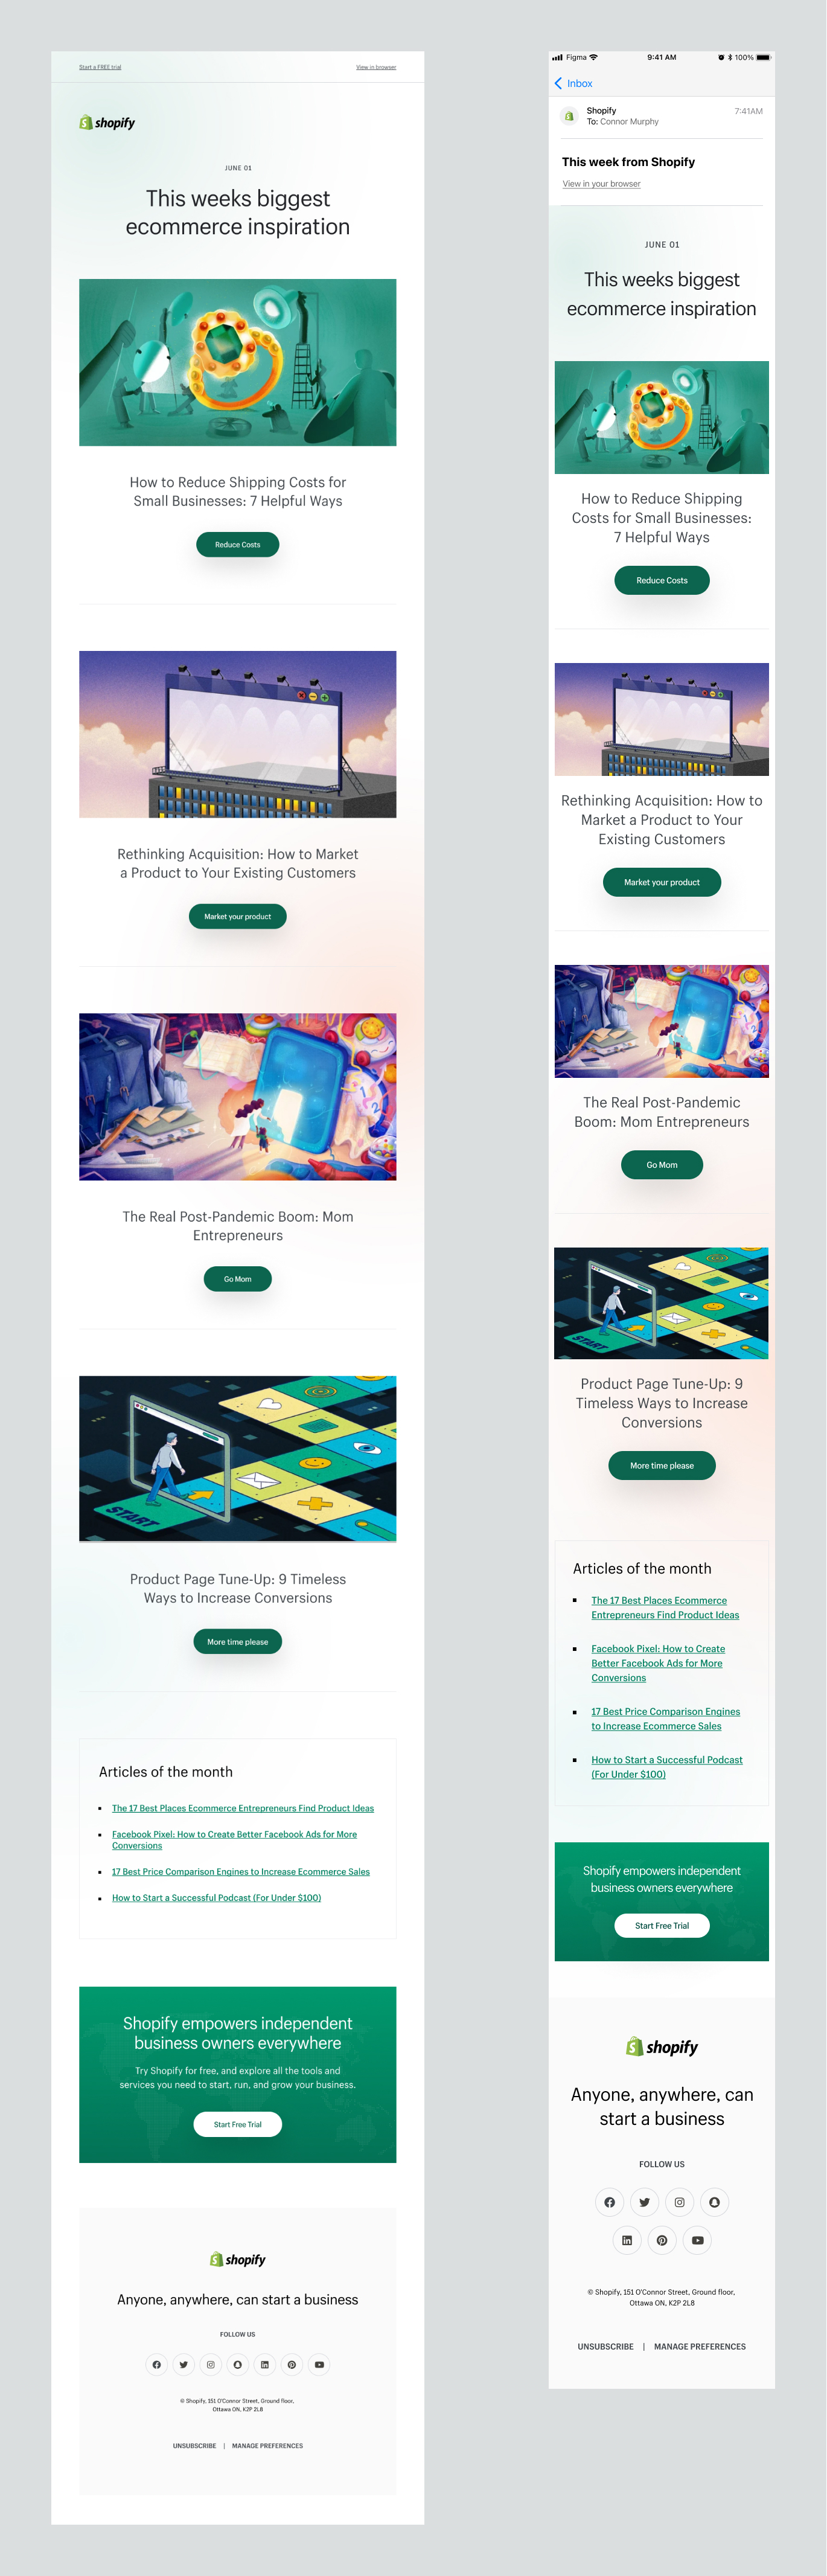 Start a FREE trial
View in browser
shopify
JUNE 01
This weeks biggest
ecommerce inspiration
How to Reduce Shipping Costs for
Small Businesses: 7 Helpful Ways
Reduce Costs
Rethinking Acquisition: How to Market
a Product to Your Existing Customers
Market your product
1
2
The Real Post-Pandemic Boom: Mom
Entrepreneurs
Go Mom
START
Product Page Tune-Up: 9 Timeless
Ways to Increase Conversions
More time please
Articles of the month
The 17 Best Places Ecommerce Entrepreneurs Find Product Ideas
Facebook Pixel: How to Create Better Facebook Ads for More
Conversions
17 Best Price Comparison Engines to Increase Ecommerce Sales
How to Start a Successful Podcast (For Under $100)
Shopify empowers independent
business owners everywhere
Try Shopify for free, and explore all the tools and
services you need to start, run, and grow your business.
Start Free Trial
shopify
Anyone, anywhere, can start a business
FOLLOW US
© Shopify, 151 O'Connor Street, Ground floor,
Ottawa ON, K2P 2L8
UNSUBSCRIBE | MANAGE PREFERENCES
Figma 9:41 AM 100%
Inbox
Shopify 7:41AM
To: Connor Murphy
This week from Shopify
View in your browser
JUNE 01
This weeks biggest
ecommerce inspiration
How to Reduce Shipping
Costs for Small Businesses:
7 Helpful Ways
Reduce Costs
Rethinking Acquisition: How to
Market a Product to Your
Existing Customers
Market your product
1
2
The Real Post-Pandemic
Boom: Mom Entrepreneurs
Go Mom
START
Product Page Tune-Up: 9
Timeless Ways to Increase
Conversions
More time please
Articles of the month
The 17 Best Places Ecommerce
Entrepreneurs Find Product Ideas
Facebook Pixel: How to Create
Better Facebook Ads for More
Conversions
17 Best Price Comparison Engines
to Increase Ecommerce Sales
How to Start a Successful Podcast
(For Under $100)
Shopify empowers independent
business owners everywhere
Start Free Trial
shopify
Anyone, anywhere, can
start a business
FOLLOW US
© Shopify, 151 O'Connor Street, Ground floor,
Ottawa ON, K2P 2L8
UNSUBSCRIBE | MANAGE PREFERENCES